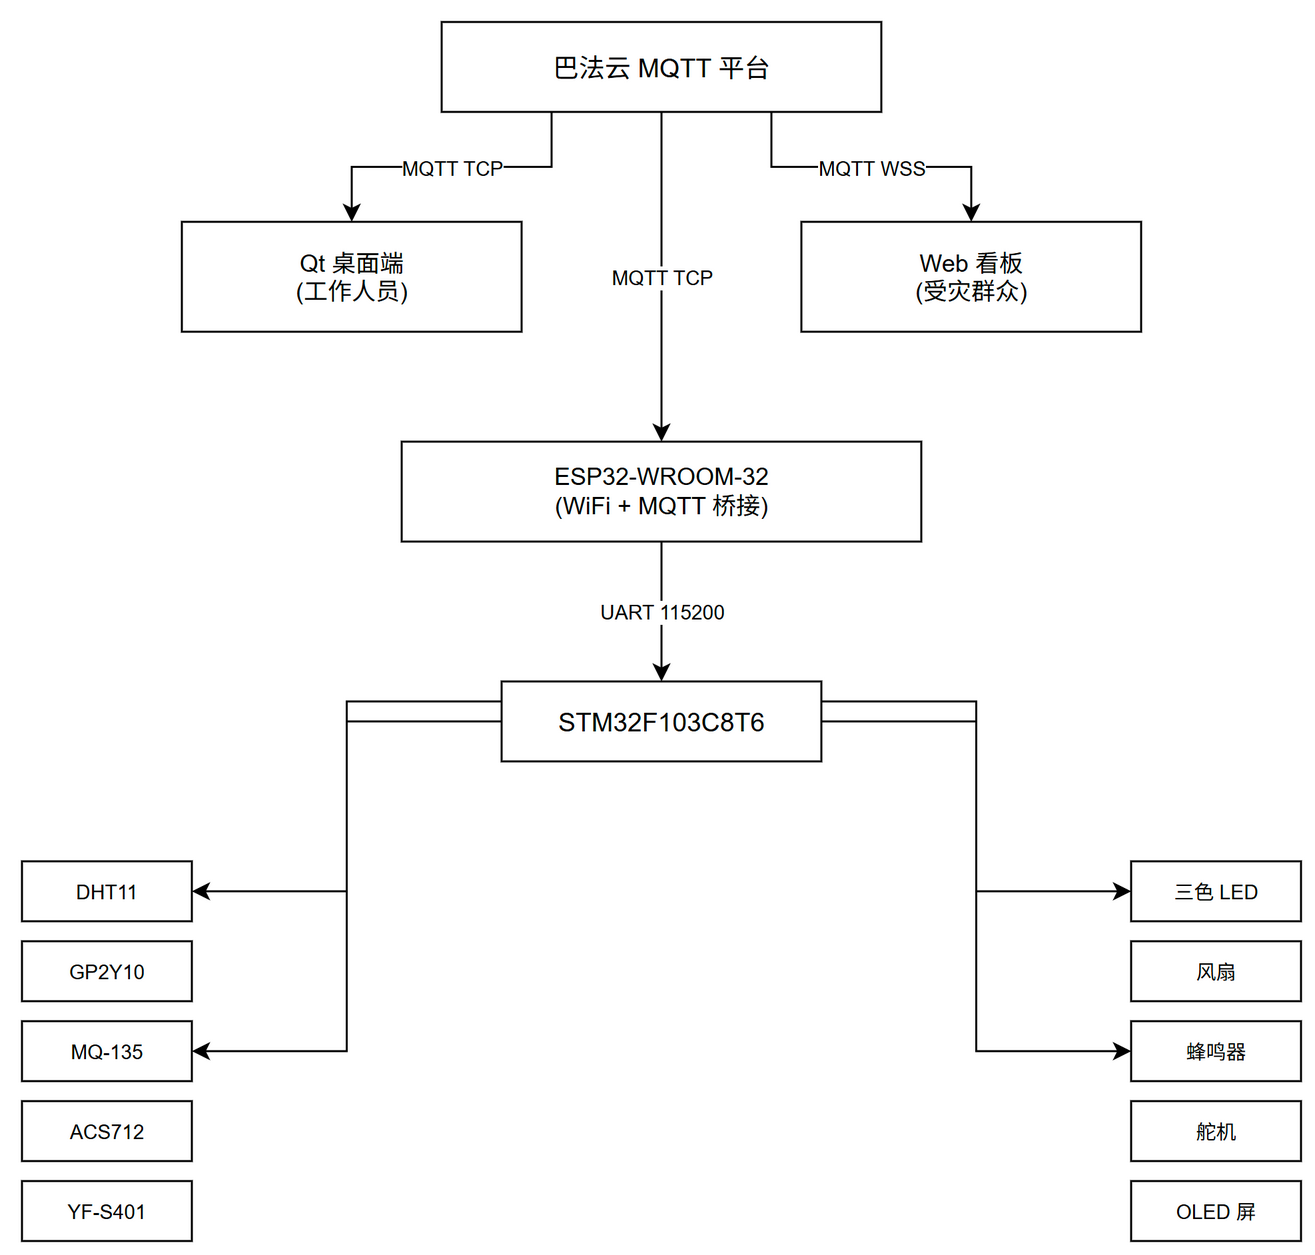 巴法云 MQTT 平台
MQTT TCP
MQTT WSS
Qt 桌面端
(工作人员)
MQTT TCP
Web 看板
(受灾群众)
ESP32-WROOM-32
(WiFi + MQTT 桥接)
UART 115200
STM32F103C8T6
DHT11
三色 LED
GP2Y10
风扇
MQ-135
蜂鸣器
ACS712
舵机
YF-S401
OLED 屏